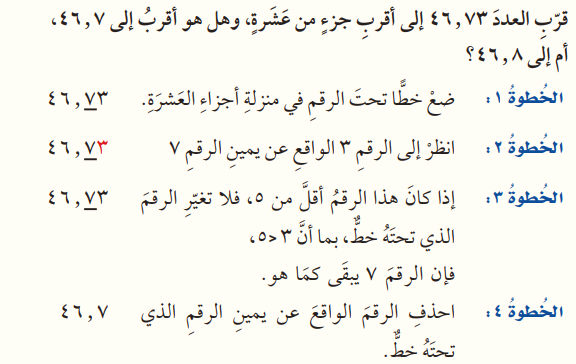 قرّبِ العددَ ٤٦,٧٣ إلى أقربِ جزءٍ من عَشَرةٍ، وهل هو أقربُ إلى ٤٦,٧،
أم إلى ٤٦,٨؟
الخُطوةُ ١: ضعْ خطًّا تحتَ الرقمِ في منزلةِ أجزاءِ العَشَرَةِ. ٤٦,٧٣
الخُطوةُ ٢: انظرْ إلى الرقمِ ٣ الواقعِ عن يمينِ الرقمِ ٧ ٤٦,٧٣
الخُطوةُ ٣: إذا كانَ هذا الرقمُ أقلَّ من ٥، فلا تغيّرِ الرقمَ ٤٦,٧٣
الذي تحتَهُ خطٌّ، بما أنَّ ٣ < ٥،
فإن الرقمَ ٧ يبقَى كمَا هو.
الخُطوةُ ٤: احذفِ الرقمَ الواقعَ عن يمينِ الرقمِ الذي ٤٦,٧
تحتَهُ خطٌّ.